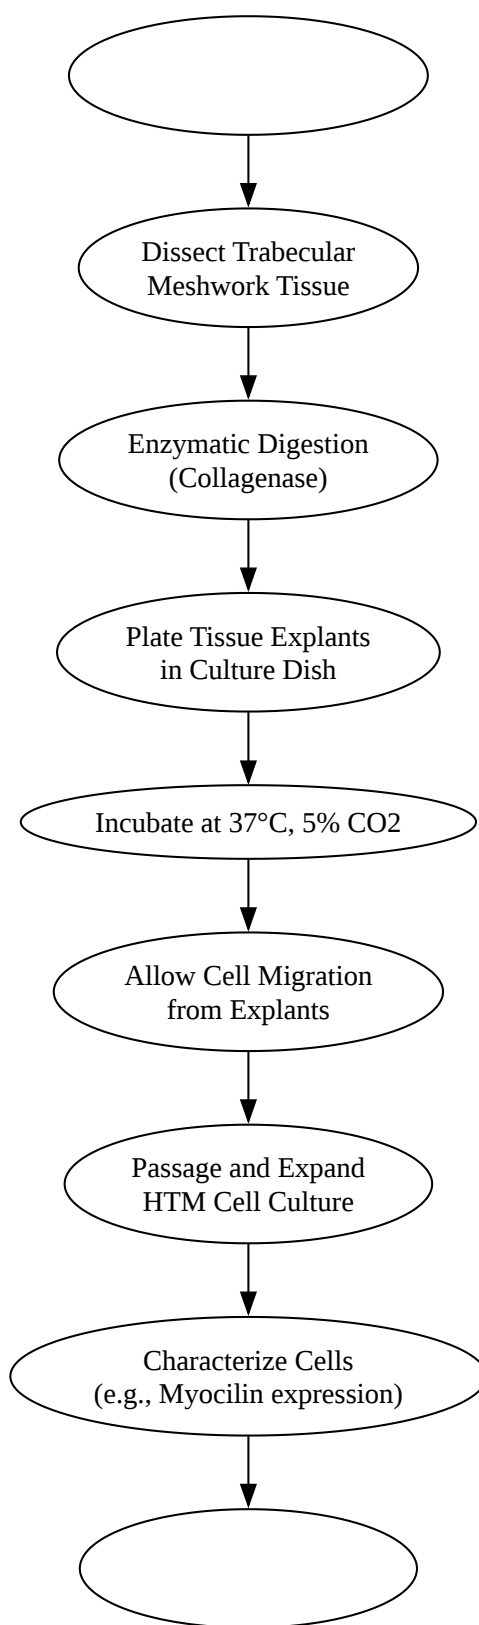 Dissect Trabecular
Meshwork Tissue
Enzymatic Digestion
(Collagenase)
Plate Tissue Explants
in Culture Dish
Incubate at 37°C, 5% CO2
Allow Cell Migration
from Explants
Passage and Expand
HTM Cell Culture
Characterize Cells
(e.g., Myocilin expression)